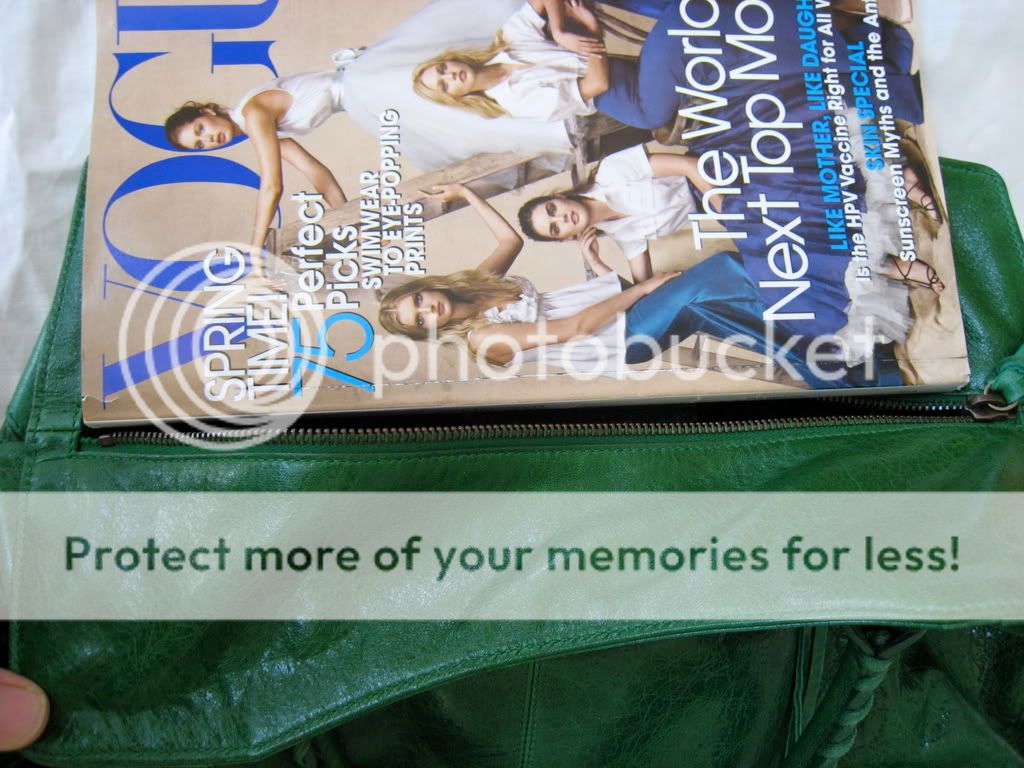 VOGU
SPRING
TIME!
75 Perfect
Picks
SWIMWEAR
TO EYE-POPPING
PRINTS
The World
Next Top Mo
LIKE MOTHER, LIKE DAUGH
Is the HPV Vaccine Right for All
SKIN SPECIAL
Sunscreen Myths and the
photobucket
Protect more of your memories for less!